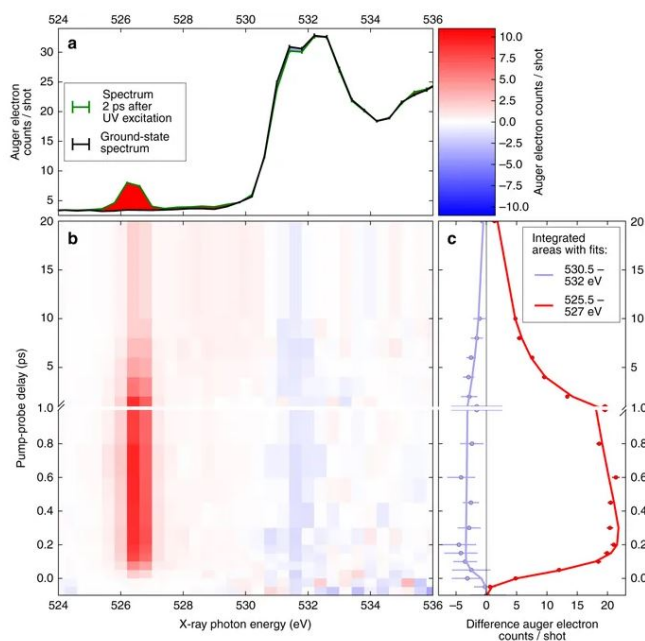 524 526 528 530 532 534 536
a
Auger electron
counts / shot
30
25
20
15
10
5
Spectrum
2 ps after
UV excitation
Ground-state
spectrum
10.0
7.5
5.0
2.5
0.0
−2.5
−5.0
−7.5
−10.0
Auger electron counts / shot
b
Pump-probe delay (ps)
20
15
10
5
1.0
0.8
0.6
0.4
0.2
0.0
524 526 528 530 532 534 536
X-ray photon energy (eV)
c
Integrated
areas with fits:
530.5 –
532 eV
525.5 –
527 eV
20
15
10
5
1.0
0.8
0.6
0.4
0.2
0.0
−5 0 5 10 15 20
Difference auger electron
counts / shot